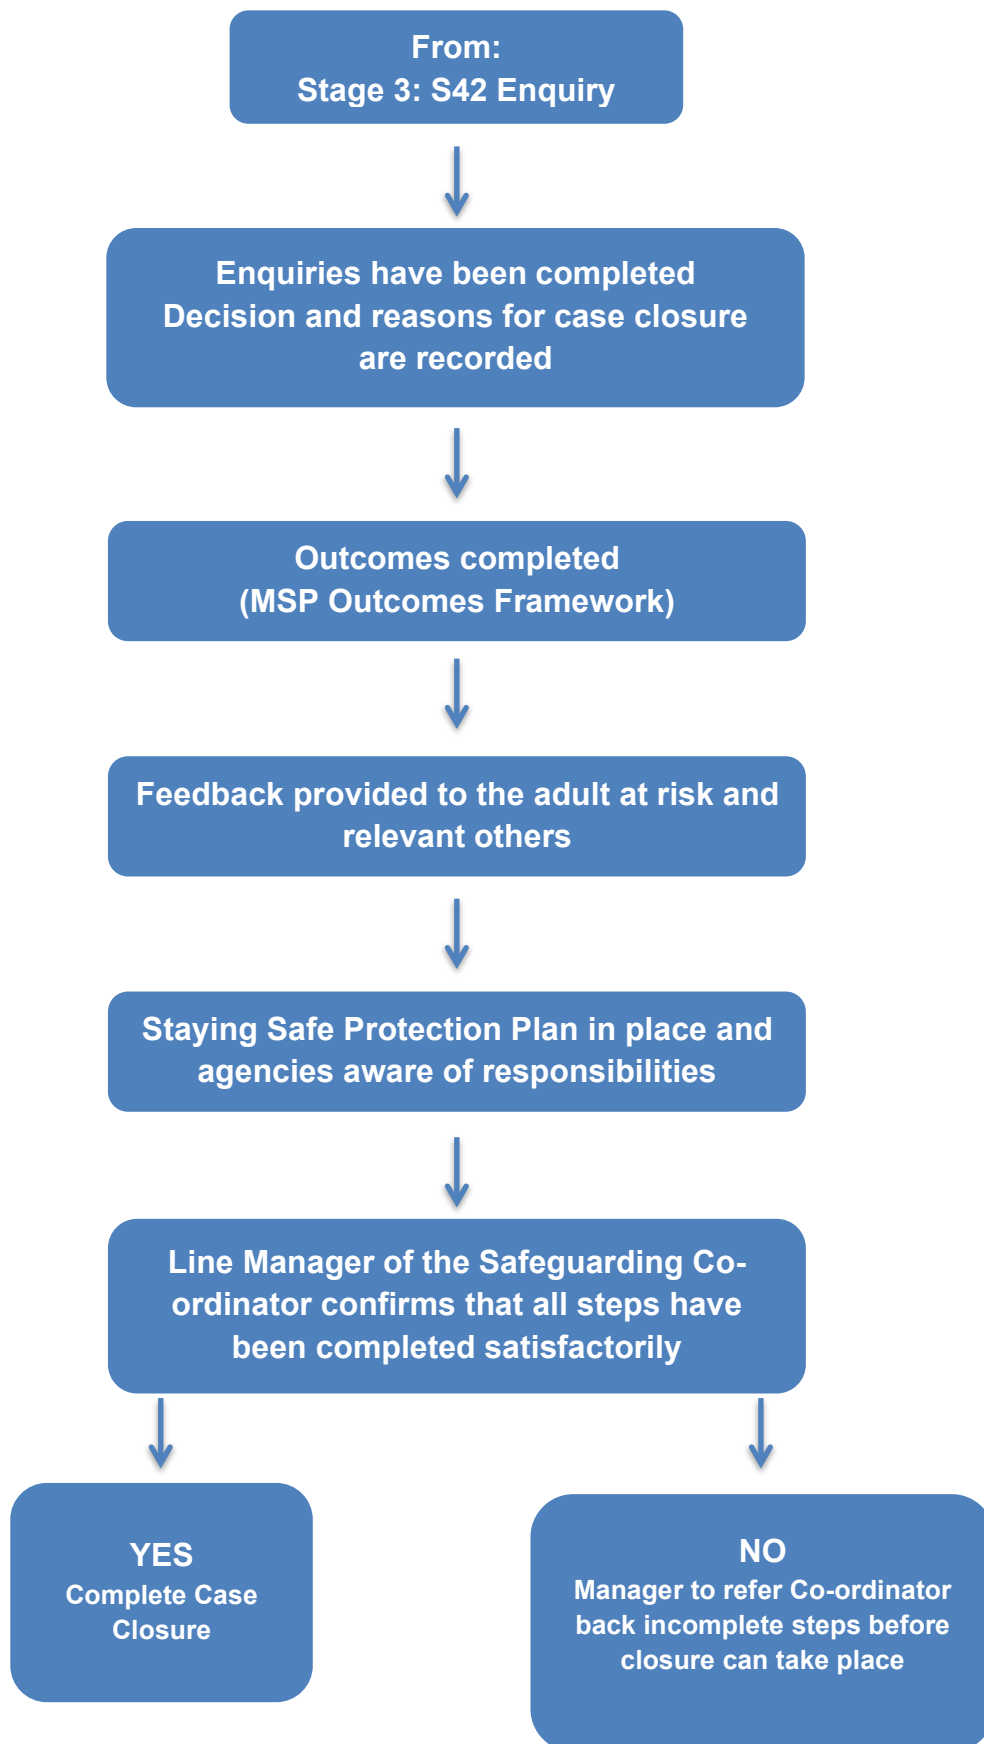 From:
Stage 3: S42 Enquiry
Enquiries have been completed
Decision and reasons for case closure
are recorded
Outcomes completed
(MSP Outcomes Framework)
Feedback provided to the adult at risk and
relevant others
Staying Safe Protection Plan in place and
agencies aware of responsibilities
Line Manager of the Safeguarding Co-
ordinator confirms that all steps have
been completed satisfactorily
YES
Complete Case
Closure
NO
Manager to refer Co-ordinator
back incomplete steps before
closure can take place